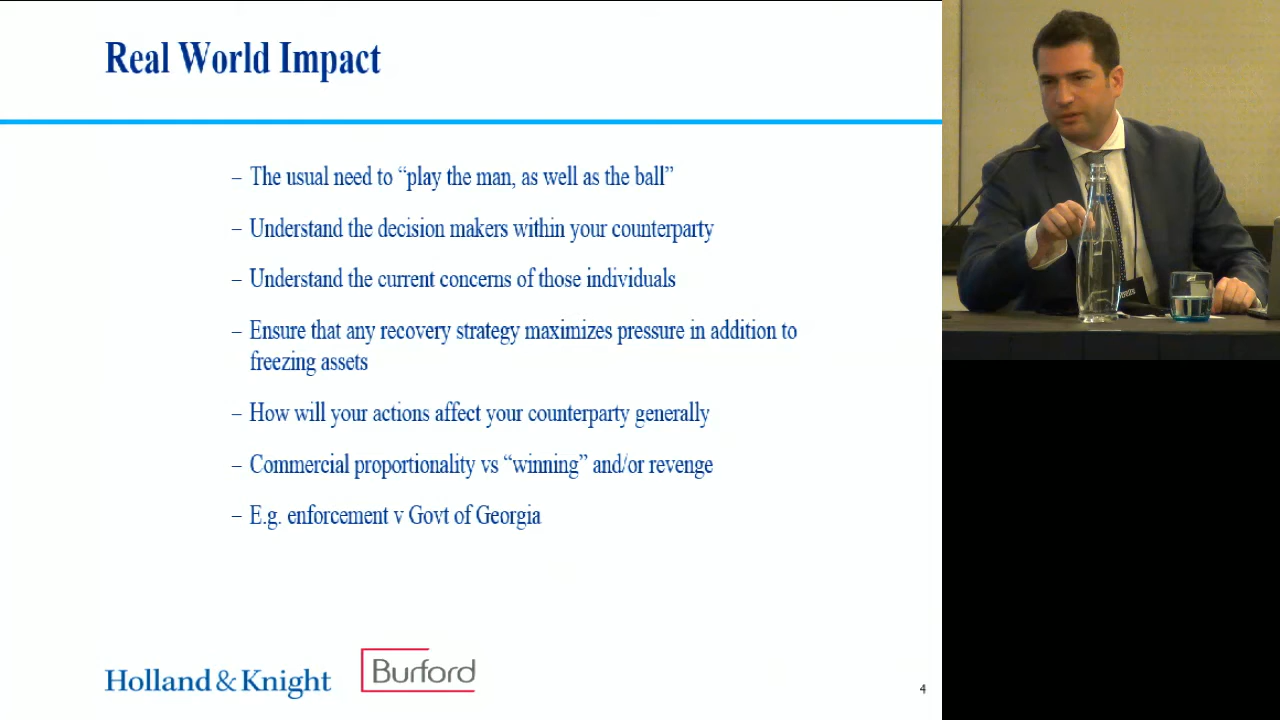 Real World Impact
– The usual need to “play the man, as well as the ball”
– Understand the decision makers within your counterparty
– Understand the current concerns of those individuals
– Ensure that any recovery strategy maximizes pressure in addition to
freezing assets
– How will your actions affect your counterparty generally
– Commercial proportionality vs “winning” and/or revenge
– E.g. enforcement v Govt of Georgia
Holland & Knight
Burford
4